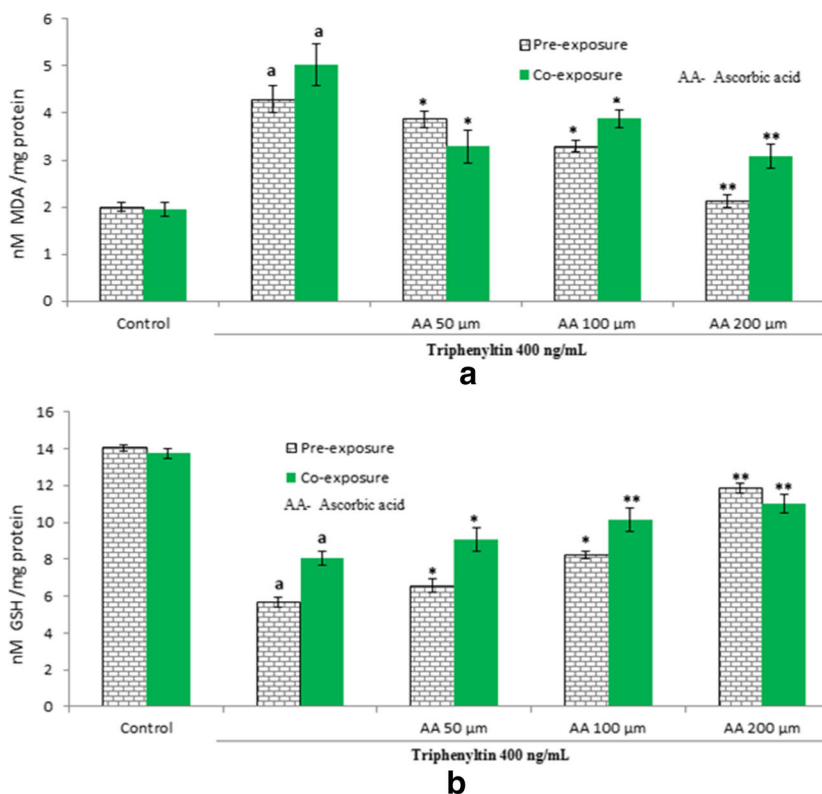 6
5
4
3
2
1
0
nM MDA /mg protein
a
a
*
*
*
*
**
**
Pre-exposure
Co-exposure
AA- Ascorbic acid
Control
AA 50 µm
AA 100 µm
AA 200 µm
Triphenyltin 400 ng/mL
a
16
14
12
10
8
6
4
2
0
nM GSH /mg protein
Pre-exposure
Co-exposure
AA- Ascorbic acid
a
a
*
*
*
**
**
**
Control
AA 50 µm
AA 100 µm
AA 200 µm
Triphenyltin 400 ng/mL
b